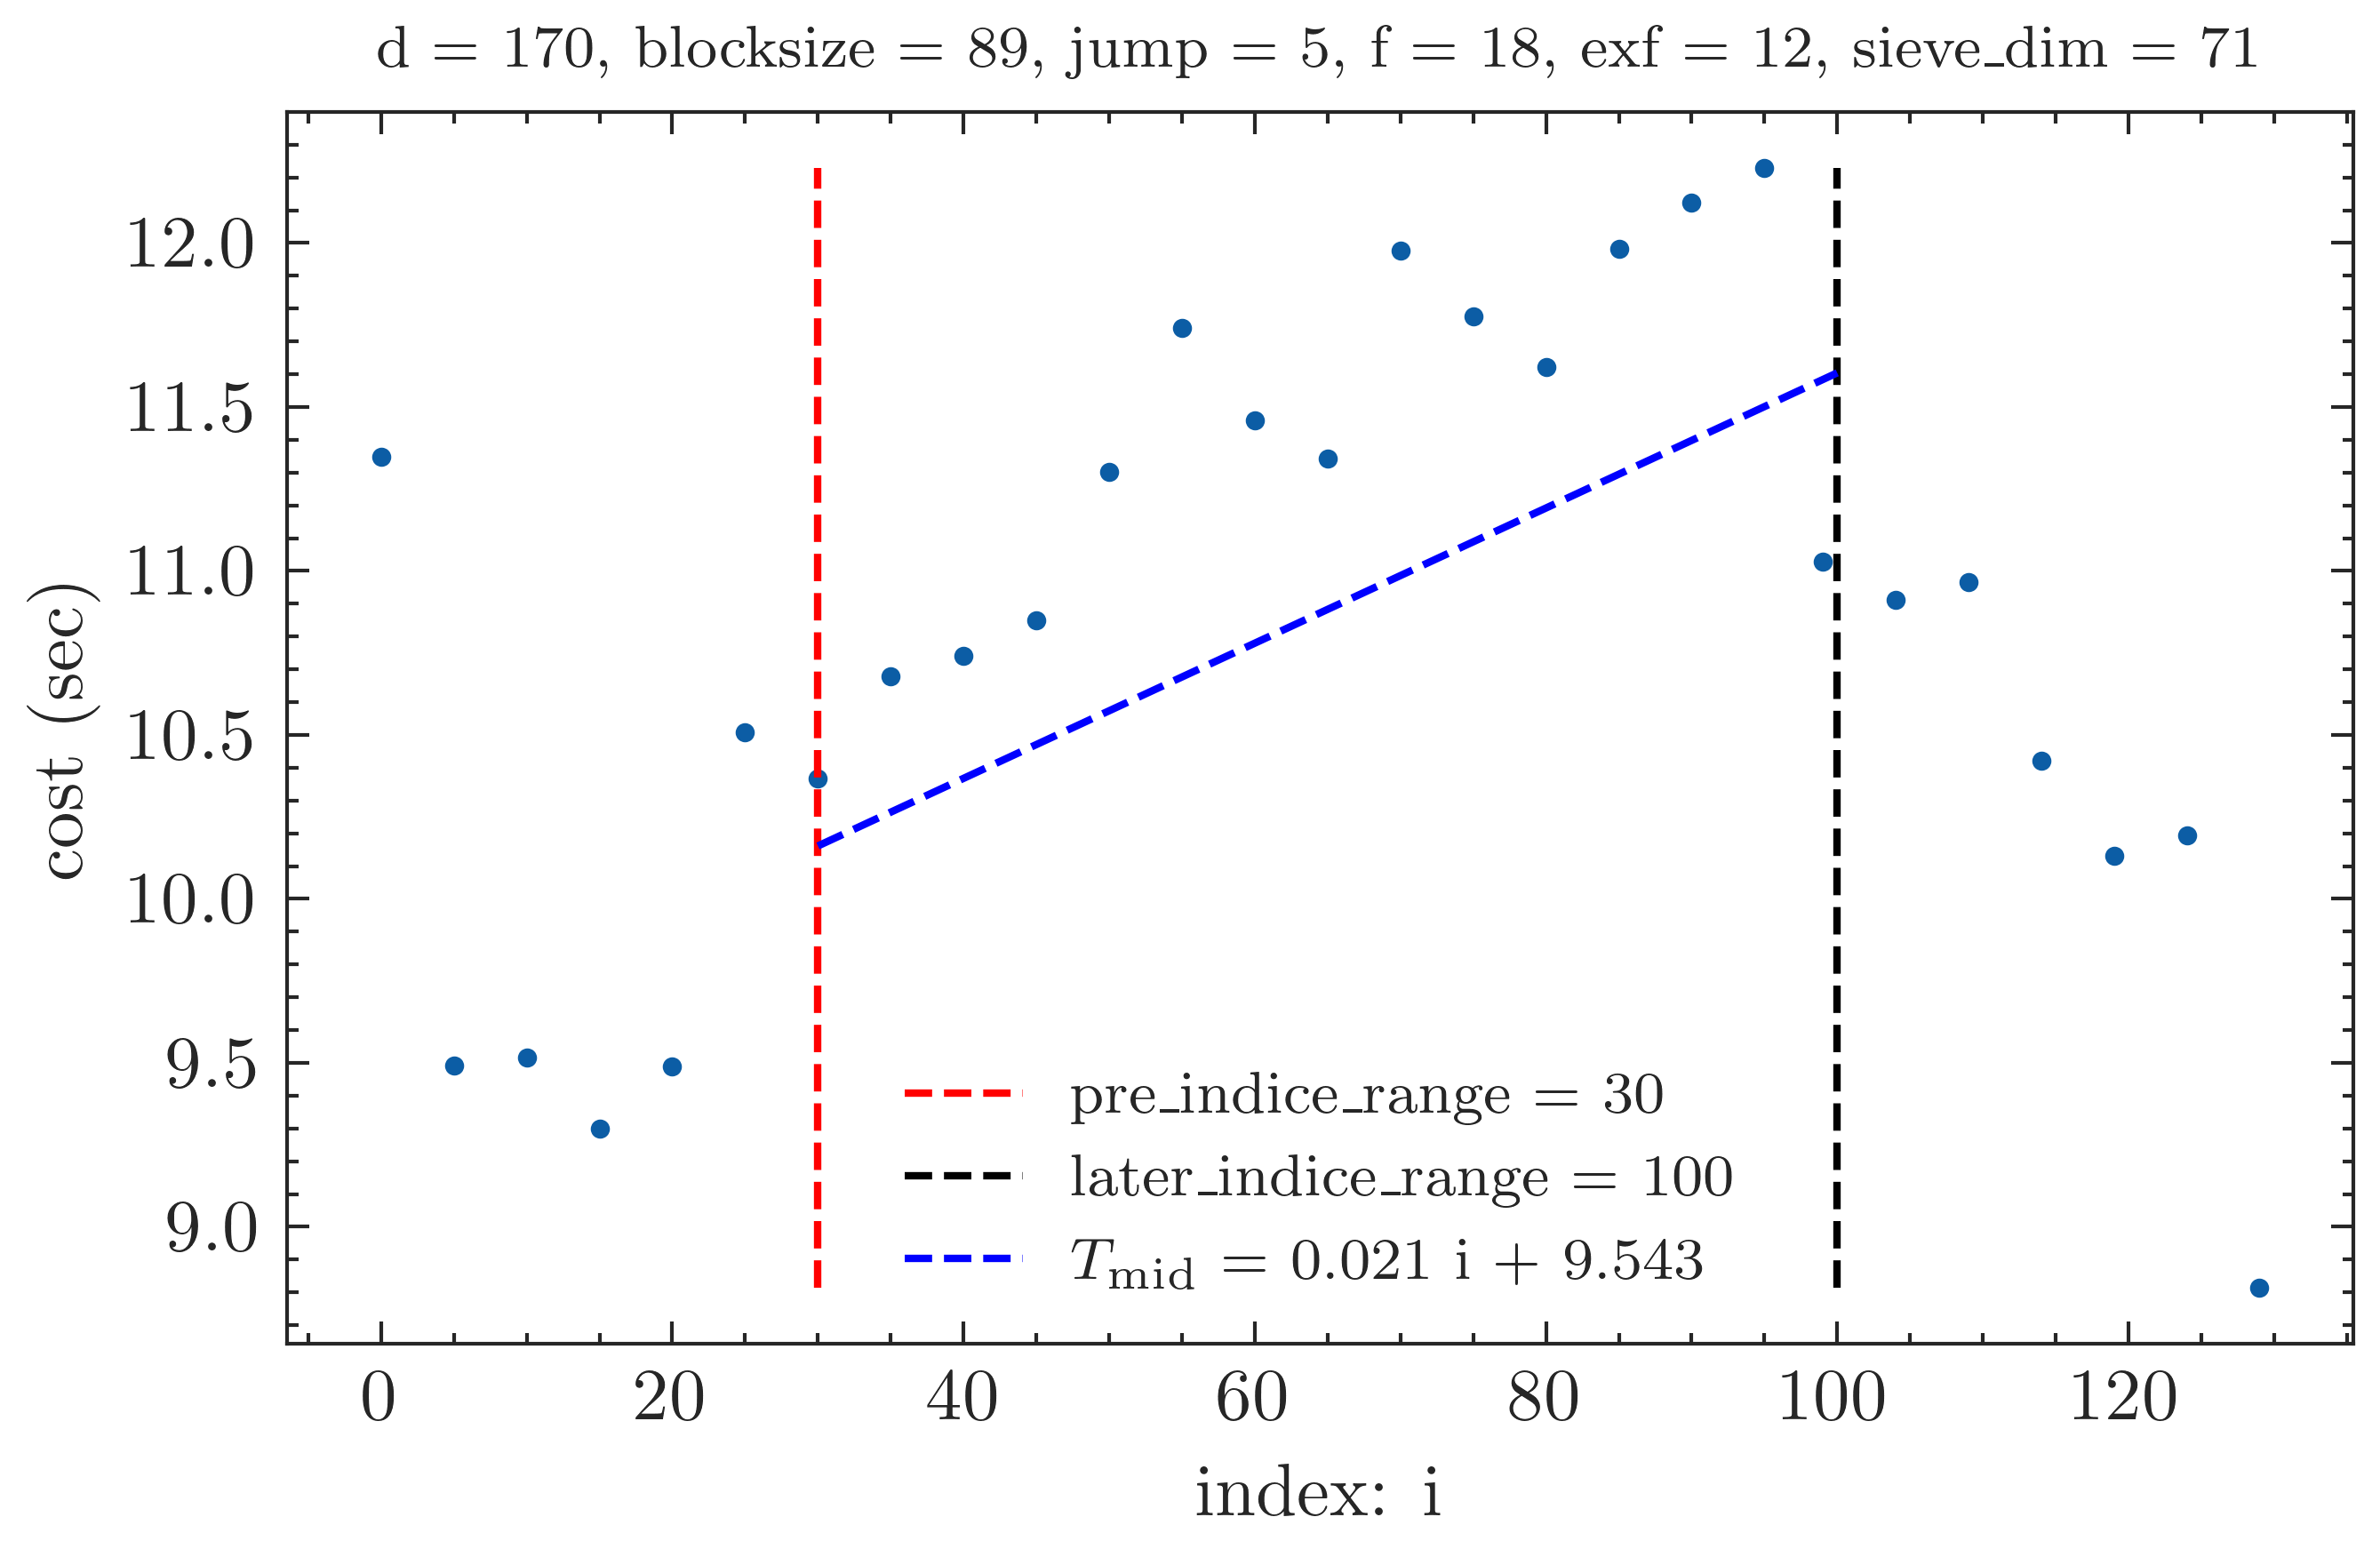 d = 170, blocksize = 89, jump = 5, f = 18, exf = 12, sieve_dim = 71
cost (sec)
12.0
11.5
11.0
10.5
10.0
9.5
9.0
pre_indice_range = 30
later_indice_range = 100
T_mid = 0.021 i + 9.543
0 20 40 60 80 100 120
index: i